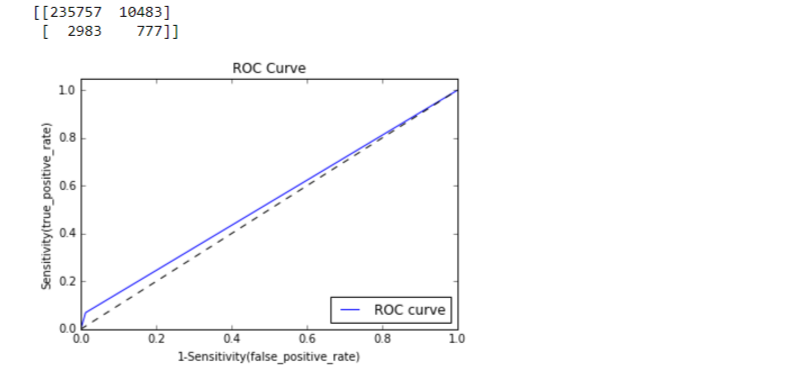 [[235757 10483]
[ 2983 777]]
ROC Curve
1.0
0.8
0.6
0.4
0.2
0.0
Sensitivity(true_positive_rate)
ROC curve
0.0 0.2 0.4 0.6 0.8 1.0
1-Sensitivity(false_positive_rate)